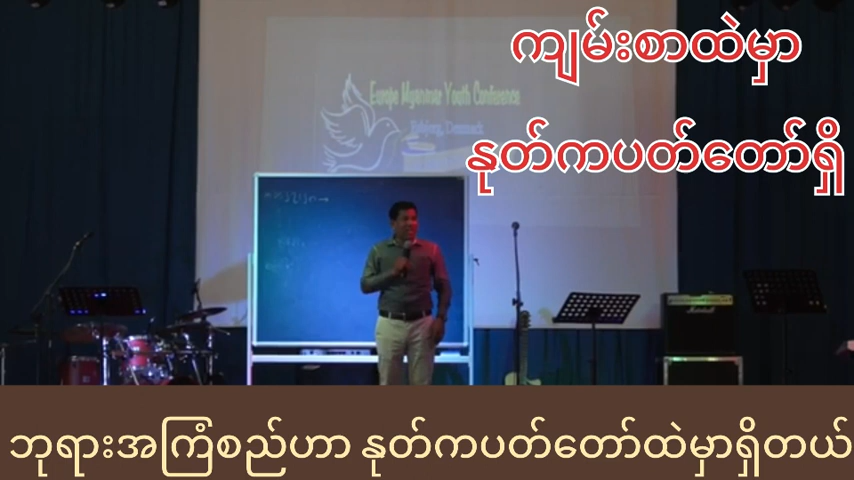 ကျမ်းစာထဲမှာ
နုတ်ကပတ်တော်ရှိ
Europe Myanmar Youth Conference
Esbjerg, Denmark
ဘုရားအကြံစည်ဟာ နုတ်ကပတ်တော်ထဲမှာရှိတယ်